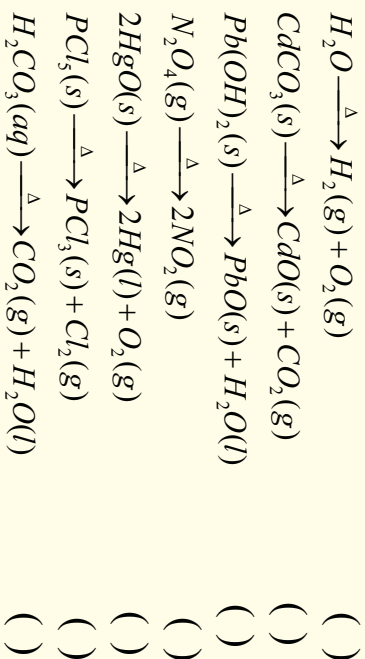 H₂O —Δ→ H₂(g) + O₂(g) ( )
CdCO₃(s) —Δ→ CdO(s) + CO₂(g) ( )
Pb(OH)₂(s) —Δ→ PbO(s) + H₂O(l) ( )
N₂O₄(g) —Δ→ 2NO₂(g) ( )
2HgO(s) —Δ→ 2Hg(l) + O₂(g) ( )
PCl₅(s) —Δ→ PCl₃(s) + Cl₂(g) ( )
H₂CO₃(aq) —Δ→ CO₂(g) + H₂O(l) ( )